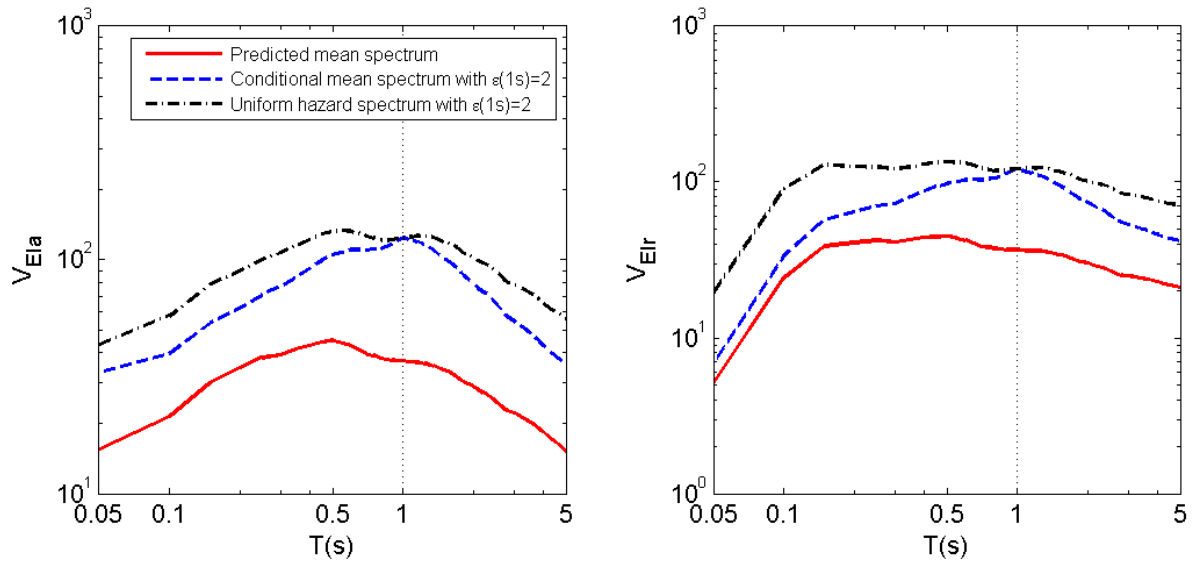 10³
10²
10¹
V_EIa
Predicted mean spectrum
Conditional mean spectrum with ε(1s)=2
Uniform hazard spectrum with ε(1s)=2
0.05 0.1 0.5 1 5
T(s)
10³
10²
10¹
10⁰
V_EIr
0.05 0.1 0.5 1 5
T(s)